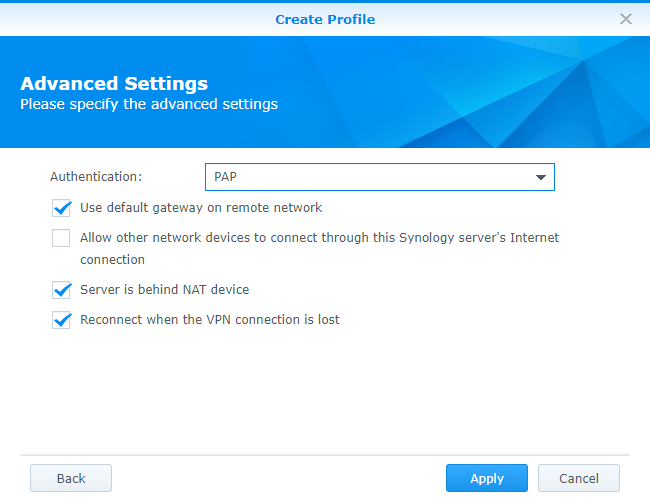 Create Profile
Advanced Settings
Please specify the advanced settings
Authentication: PAP
Use default gateway on remote network
Allow other network devices to connect through this Synology server's Internet
connection
Server is behind NAT device
Reconnect when the VPN connection is lost
Back Apply Cancel